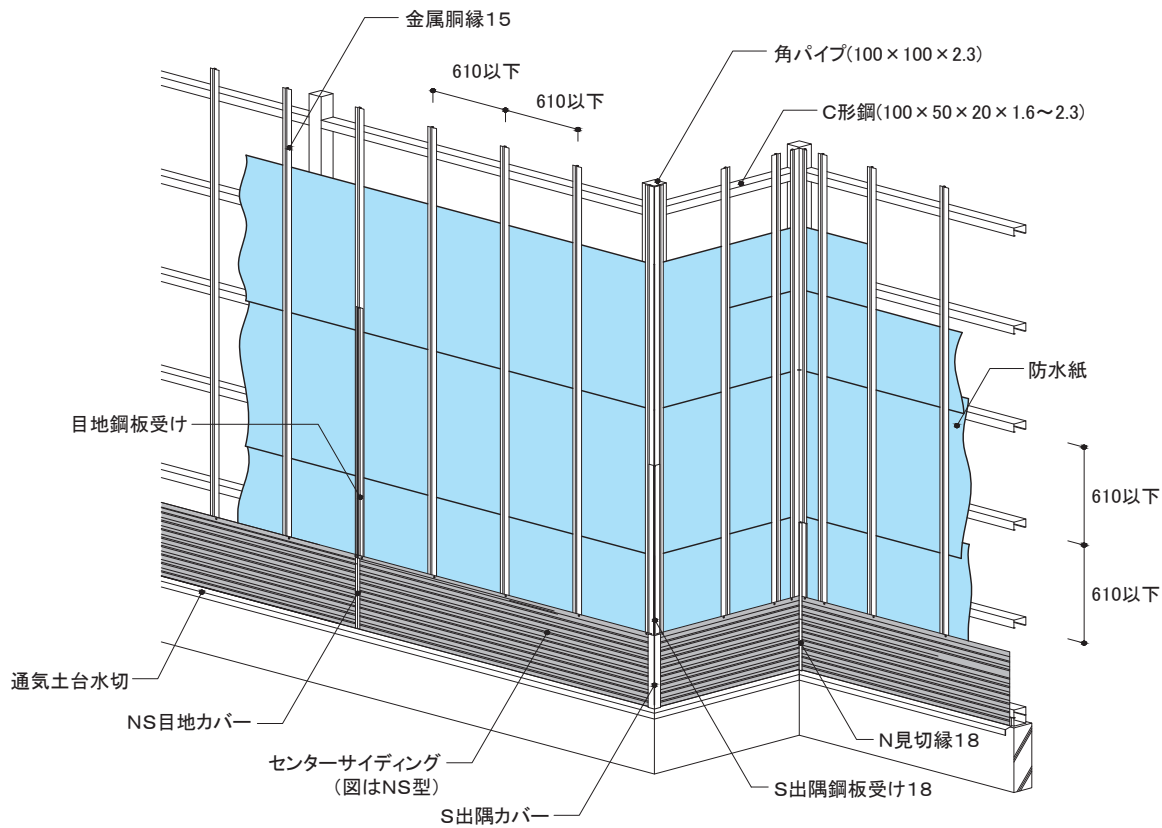 金属胴縁15
610以下
610以下
角パイプ(100×100×2.3)
C形鋼(100×50×20×1.6～2.3)
防水紙
目地鋼板受け
610以下
610以下
通気土台水切
NS目地カバー
センターサイディング
(図はNS型)
S出隅カバー
S出隅鋼板受け18
N見切縁18